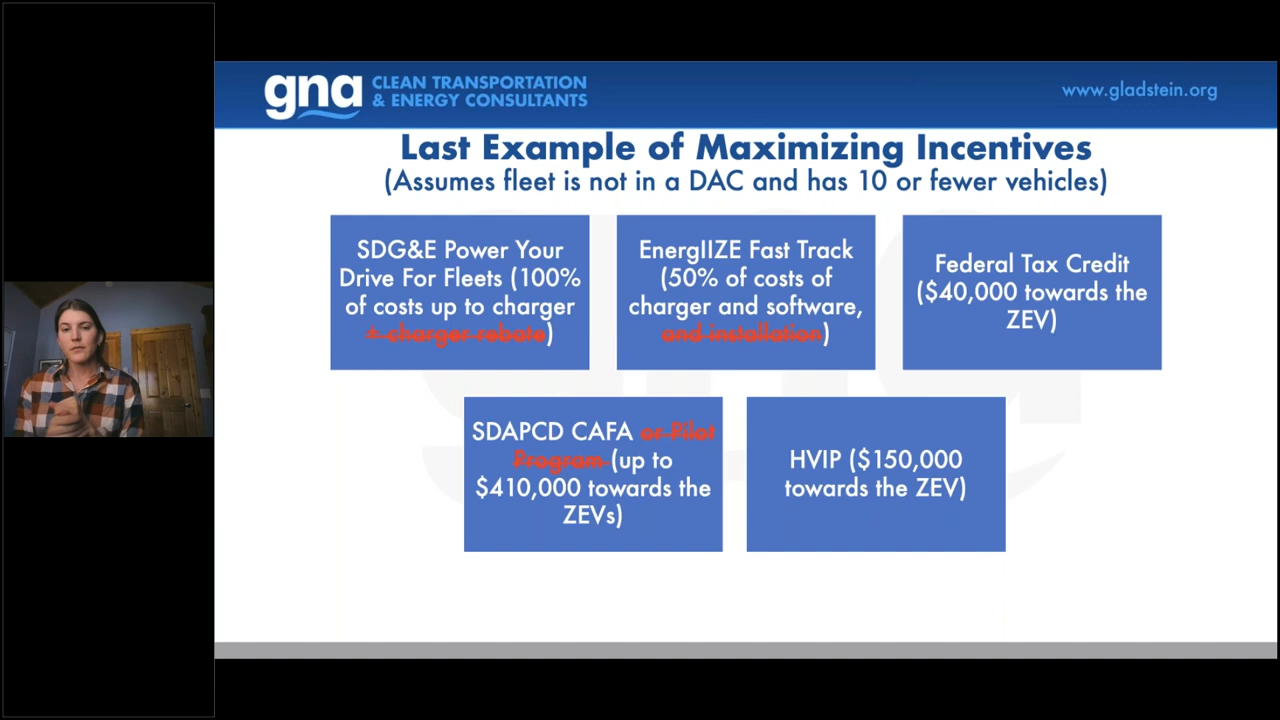 gna CLEAN TRANSPORTATION
& ENERGY CONSULTANTS
www.gladstein.org
Last Example of Maximizing Incentives
(Assumes fleet is not in a DAC and has 10 or fewer vehicles)
SDG&E Power Your
Drive For Fleets (100%
of costs up to charger
+ charger rebate)
EnergIIZE Fast Track
(50% of costs of
charger and software,
and installation)
Federal Tax Credit
($40,000 towards the
ZEV)
SDAPCD CAFA or Pilot
Program (up to
$410,000 towards the
ZEVs)
HVIP ($150,000
towards the ZEV)